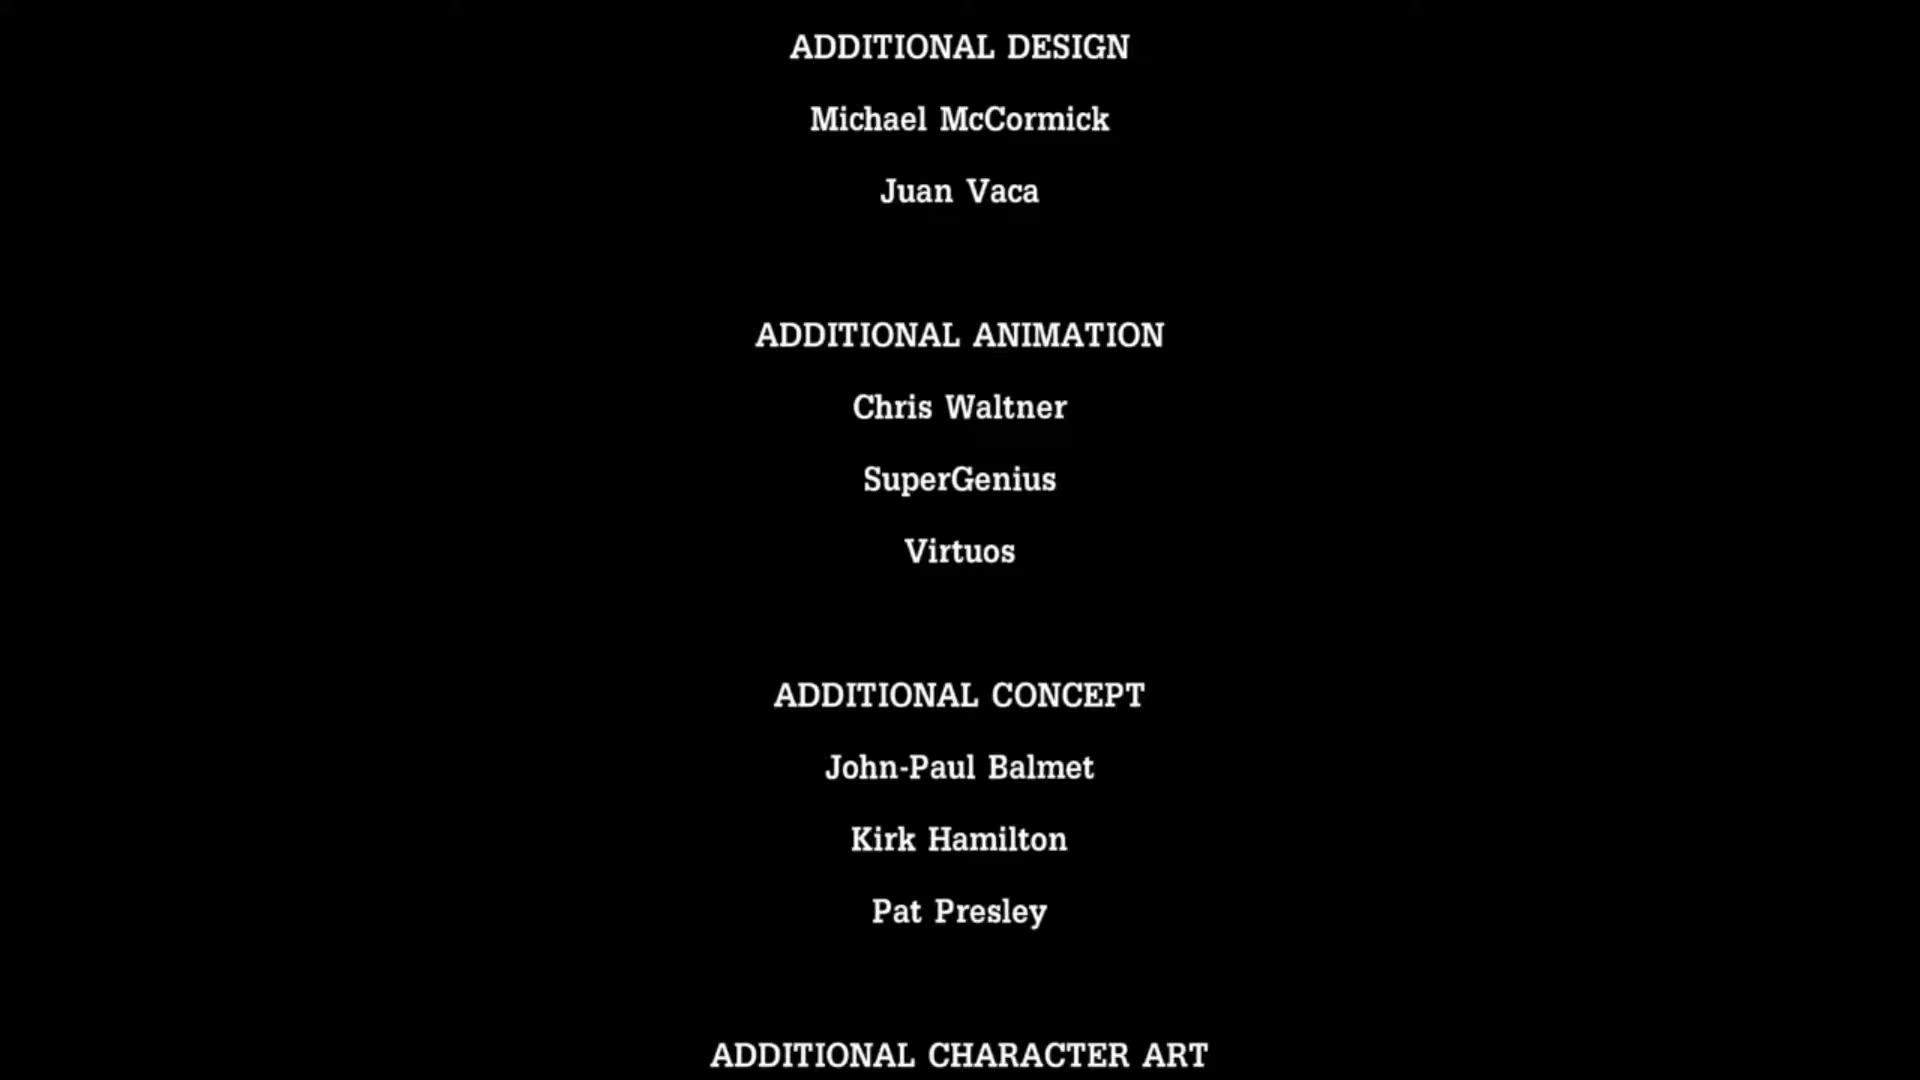 ADDITIONAL DESIGN
Michael McCormick
Juan Vaca
ADDITIONAL ANIMATION
Chris Waltner
SuperGenius
Virtuos
ADDITIONAL CONCEPT
John-Paul Balmet
Kirk Hamilton
Pat Presley
ADDITIONAL CHARACTER ART